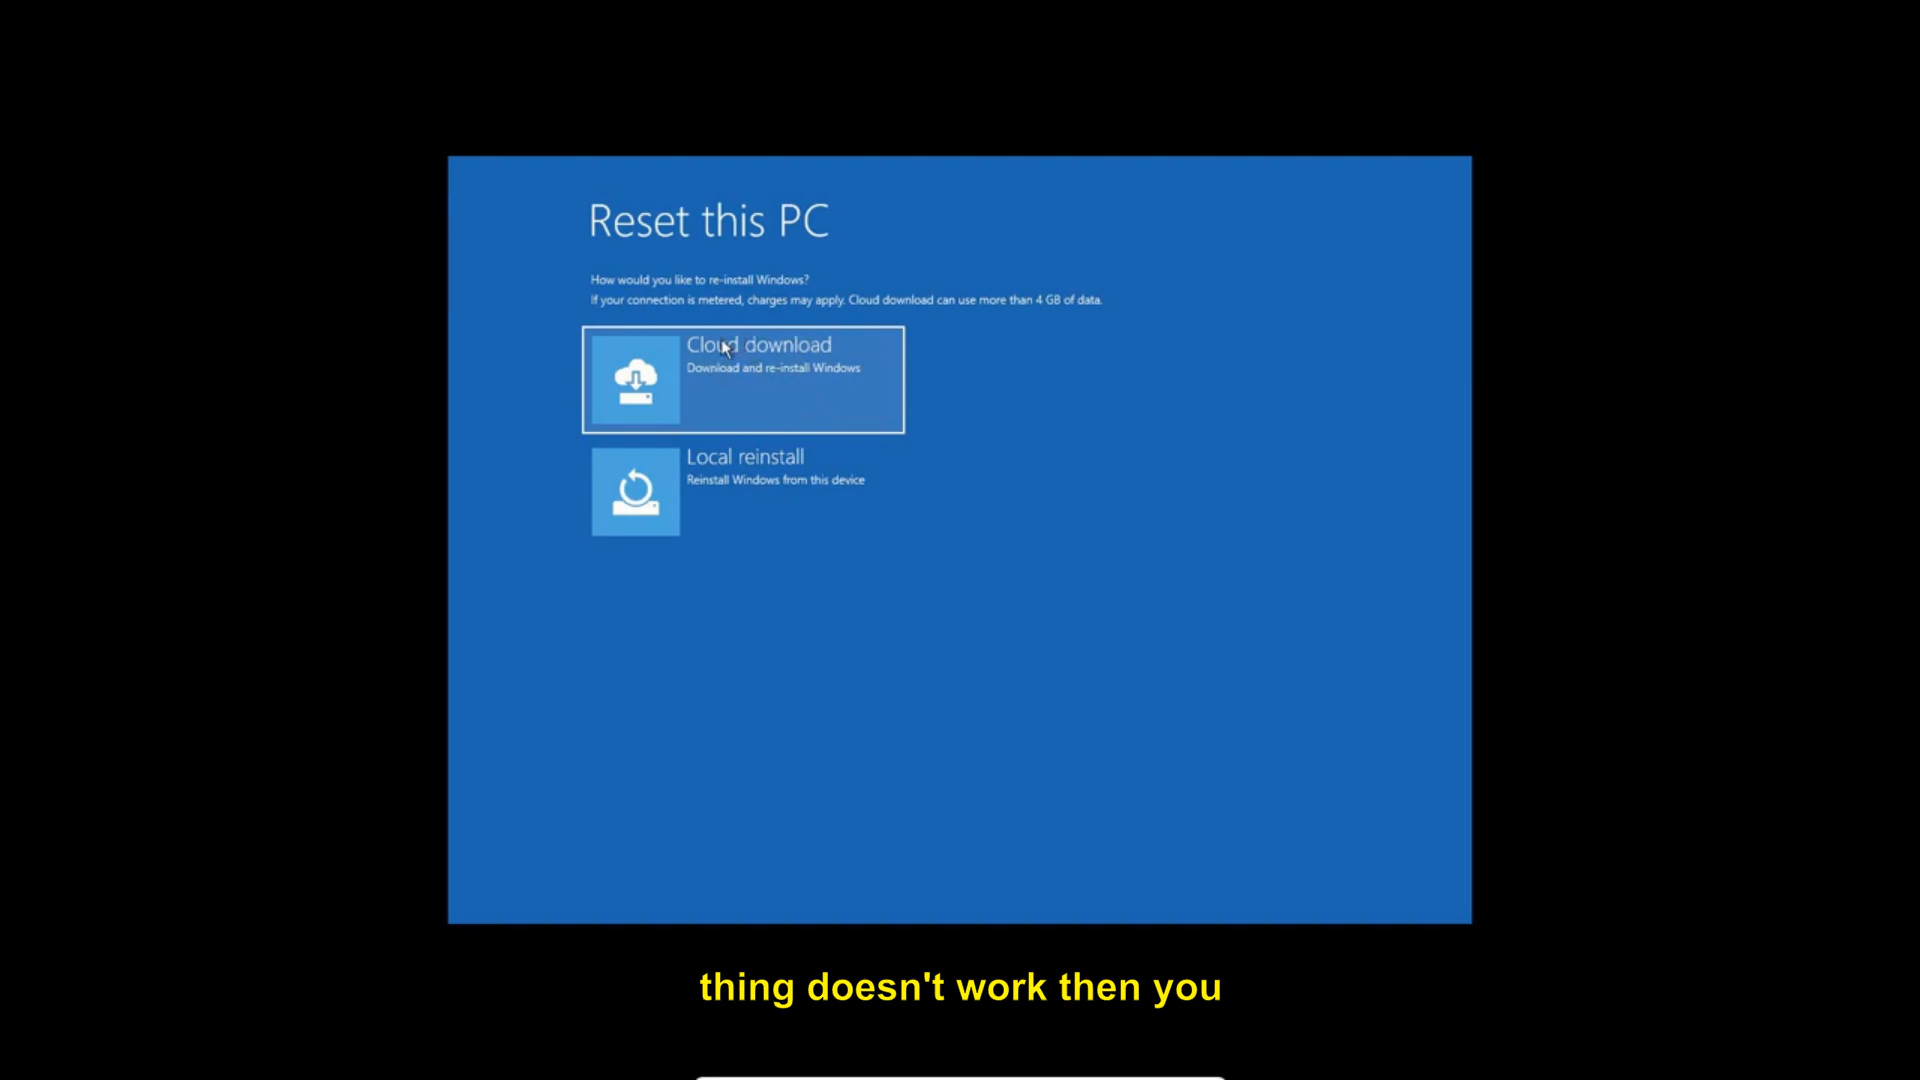 Reset this PC
How would you like to re-install Windows?
If your connection is metered, charges may apply. Cloud download can use more than 4 GB of data.
Cloud download
Download and re-install Windows
Local reinstall
Reinstall Windows from this device
thing doesn't work then you